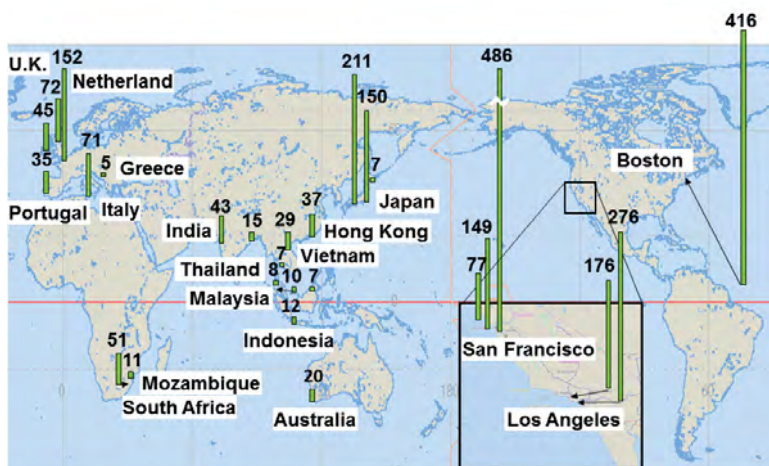 416
486
152
U.K.
211
72
Netherland
150
45
71
Boston
5
Greece
7
35
Japan
Portugal
Italy
43
37
276
India
15
29
Hong Kong
149
7
Vietnam
77
176
Thailand
8
10
7
Malaysia
12
Indonesia
San Francisco
51
11
Mozambique
20
South Africa
Australia
Los Angeles
0
0